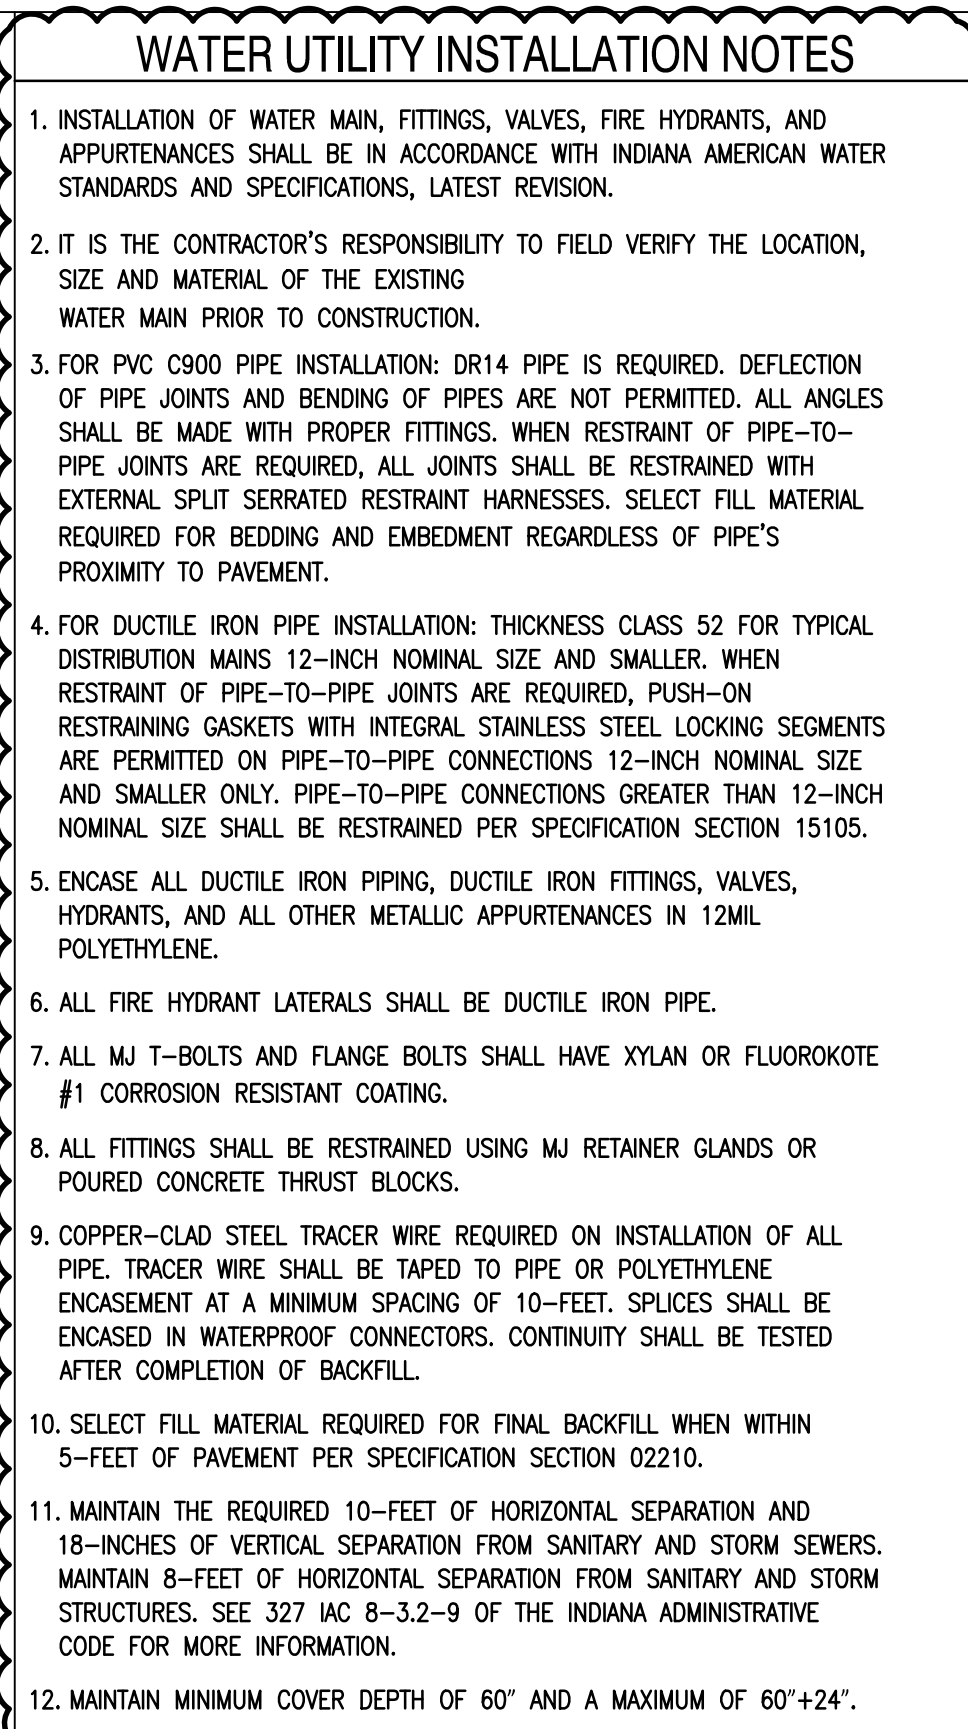 WATER UTILITY INSTALLATION NOTES
1. INSTALLATION OF WATER MAIN, FITTINGS, VALVES, FIRE HYDRANTS, AND
APPURTENANCES SHALL BE IN ACCORDANCE WITH INDIANA AMERICAN WATER
STANDARDS AND SPECIFICATIONS, LATEST REVISION.
2. IT IS THE CONTRACTOR'S RESPONSIBILITY TO FIELD VERIFY THE LOCATION,
SIZE AND MATERIAL OF THE EXISTING
WATER MAIN PRIOR TO CONSTRUCTION.
3. FOR PVC C900 PIPE INSTALLATION: DR14 PIPE IS REQUIRED. DEFLECTION
OF PIPE JOINTS AND BENDING OF PIPES ARE NOT PERMITTED. ALL ANGLES
SHALL BE MADE WITH PROPER FITTINGS. WHEN RESTRAINT OF PIPE-TO-
PIPE JOINTS ARE REQUIRED, ALL JOINTS SHALL BE RESTRAINED WITH
EXTERNAL SPLIT SERRATED RESTRAINT HARNESSES. SELECT FILL MATERIAL
REQUIRED FOR BEDDING AND EMBEDMENT REGARDLESS OF PIPE'S
PROXIMITY TO PAVEMENT.
4. FOR DUCTILE IRON PIPE INSTALLATION: THICKNESS CLASS 52 FOR TYPICAL
DISTRIBUTION MAINS 12-INCH NOMINAL SIZE AND SMALLER. WHEN
RESTRAINT OF PIPE-TO-PIPE JOINTS ARE REQUIRED, PUSH-ON
RESTRAINING GASKETS WITH INTEGRAL STAINLESS STEEL LOCKING SEGMENTS
ARE PERMITTED ON PIPE-TO-PIPE CONNECTIONS 12-INCH NOMINAL SIZE
AND SMALLER ONLY. PIPE-TO-PIPE CONNECTIONS GREATER THAN 12-INCH
NOMINAL SIZE SHALL BE RESTRAINED PER SPECIFICATION SECTION 15105.
5. ENCASE ALL DUCTILE IRON PIPING, DUCTILE IRON FITTINGS, VALVES,
HYDRANTS, AND ALL OTHER METALLIC APPURTENANCES IN 12MIL
POLYETHYLENE.
6. ALL FIRE HYDRANT LATERALS SHALL BE DUCTILE IRON PIPE.
7. ALL MJ T-BOLTS AND FLANGE BOLTS SHALL HAVE XYLAN OR FLUOROKOTE
#1 CORROSION RESISTANT COATING.
8. ALL FITTINGS SHALL BE RESTRAINED USING MJ RETAINER GLANDS OR
POURED CONCRETE THRUST BLOCKS.
9. COPPER-CLAD STEEL TRACER WIRE REQUIRED ON INSTALLATION OF ALL
PIPE. TRACER WIRE SHALL BE TAPED TO PIPE OR POLYETHYLENE
ENCASEMENT AT A MINIMUM SPACING OF 10-FEET. SPLICES SHALL BE
ENCASED IN WATERPROOF CONNECTORS. CONTINUITY SHALL BE TESTED
AFTER COMPLETION OF BACKFILL.
10. SELECT FILL MATERIAL REQUIRED FOR FINAL BACKFILL WHEN WITHIN
5-FEET OF PAVEMENT PER SPECIFICATION SECTION 02210.
11. MAINTAIN THE REQUIRED 10-FEET OF HORIZONTAL SEPARATION AND
18-INCHES OF VERTICAL SEPARATION FROM SANITARY AND STORM SEWERS.
MAINTAIN 8-FEET OF HORIZONTAL SEPARATION FROM SANITARY AND STORM
STRUCTURES. SEE 327 IAC 8-3.2-9 OF THE INDIANA ADMINISTRATIVE
CODE FOR MORE INFORMATION.
12. MAINTAIN MINIMUM COVER DEPTH OF 60" AND A MAXIMUM OF 60"+24".